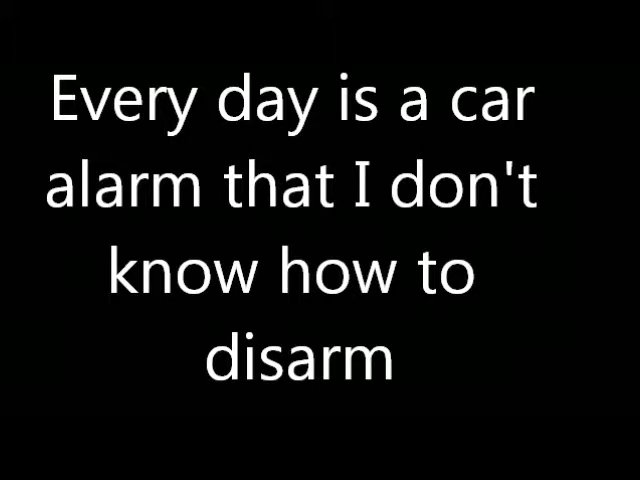 Every day is a car
alarm that I don't
know how to
disarm